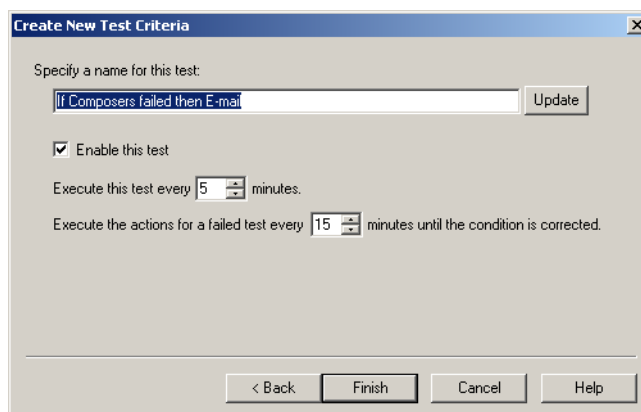 Create New Test Criteria
Specify a name for this test:
If Composers failed then E-mail
Update
Enable this test
Execute this test every 5 minutes.
Execute the actions for a failed test every 15 minutes until the condition is corrected.
< Back Finish Cancel Help